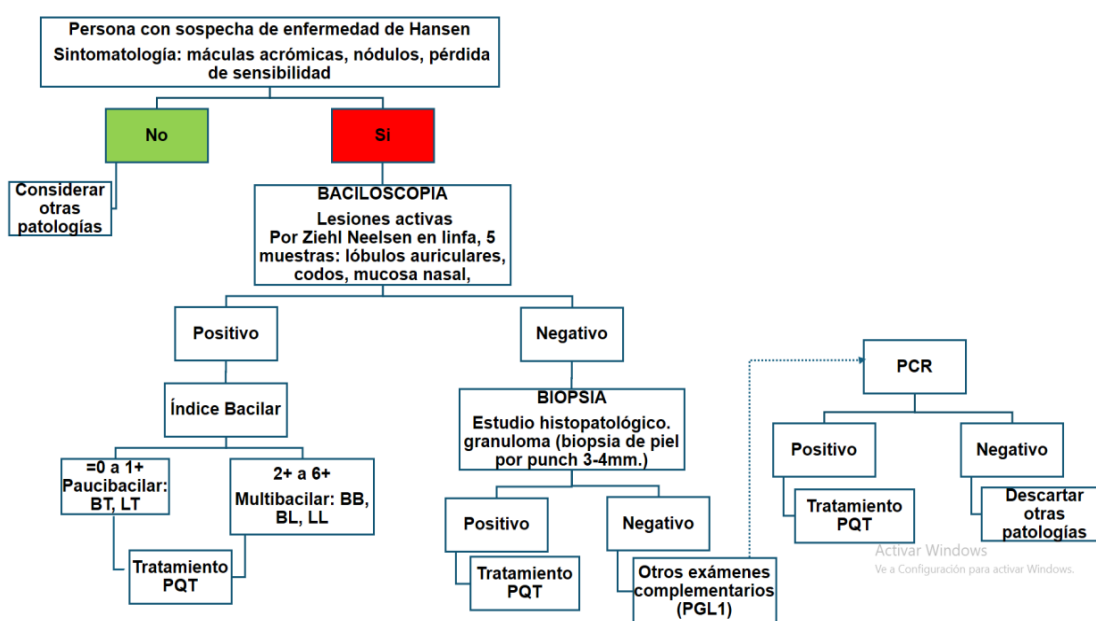 Persona con sospecha de enfermedad de Hansen
Sintomatología: máculas acrómicas, nódulos, pérdida
de sensibilidad
No
Si
Considerar
otras
patologías
BACILOSCOPIA
Lesiones activas
Por Ziehl Neelsen en linfa, 5
muestras: lóbulos auriculares,
codos, mucosa nasal,
Positivo
Negativo
Índice Bacilar
=0 a 1+
Paucibacilar:
BT, LT
2+ a 6+
Multibacilar: BB,
BL, LL
Tratamiento
PQT
BIOPSIA
Estudio histopatológico.
granuloma (biopsia de piel
por punch 3-4mm.)
Positivo
Tratamiento
PQT
Negativo
Otros exámenes
complementarios
(PGL1)
PCR
Positivo
Tratamiento
PQT
Negativo
Descartar
otras
patologías
Activar Windows
Ve a Configuración para activar Windows.